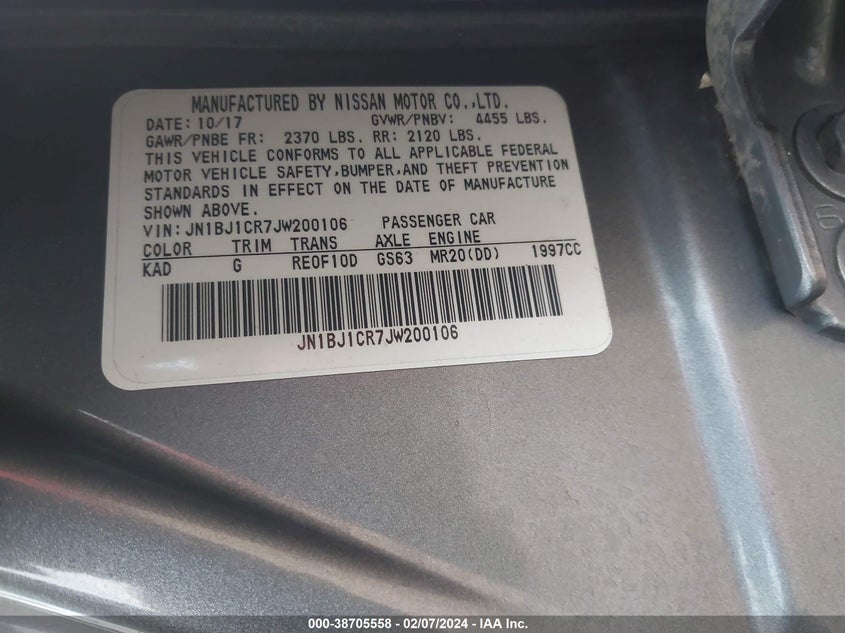 MANUFACTURED BY NISSAN MOTOR CO.,LTD.
DATE: 10/17 GVWR/PNBV: 4455 LBS.
GAWR/PNBE FR: 2370 LBS. RR: 2120 LBS.
THIS VEHICLE CONFORMS TO ALL APPLICABLE FEDERAL
MOTOR VEHICLE SAFETY,BUMPER,AND THEFT PREVENTION
STANDARDS IN EFFECT ON THE DATE OF MANUFACTURE
SHOWN ABOVE.
VIN: JN1BJ1CR7JW200106 PASSENGER CAR
COLOR TRIM TRANS AXLE ENGINE
KAD G RE0F10D GS63 MR20(DD) 1997CC
JN1BJ1CR7JW200106
6
000-38705558 - 02/07/2024 - IAA Inc.